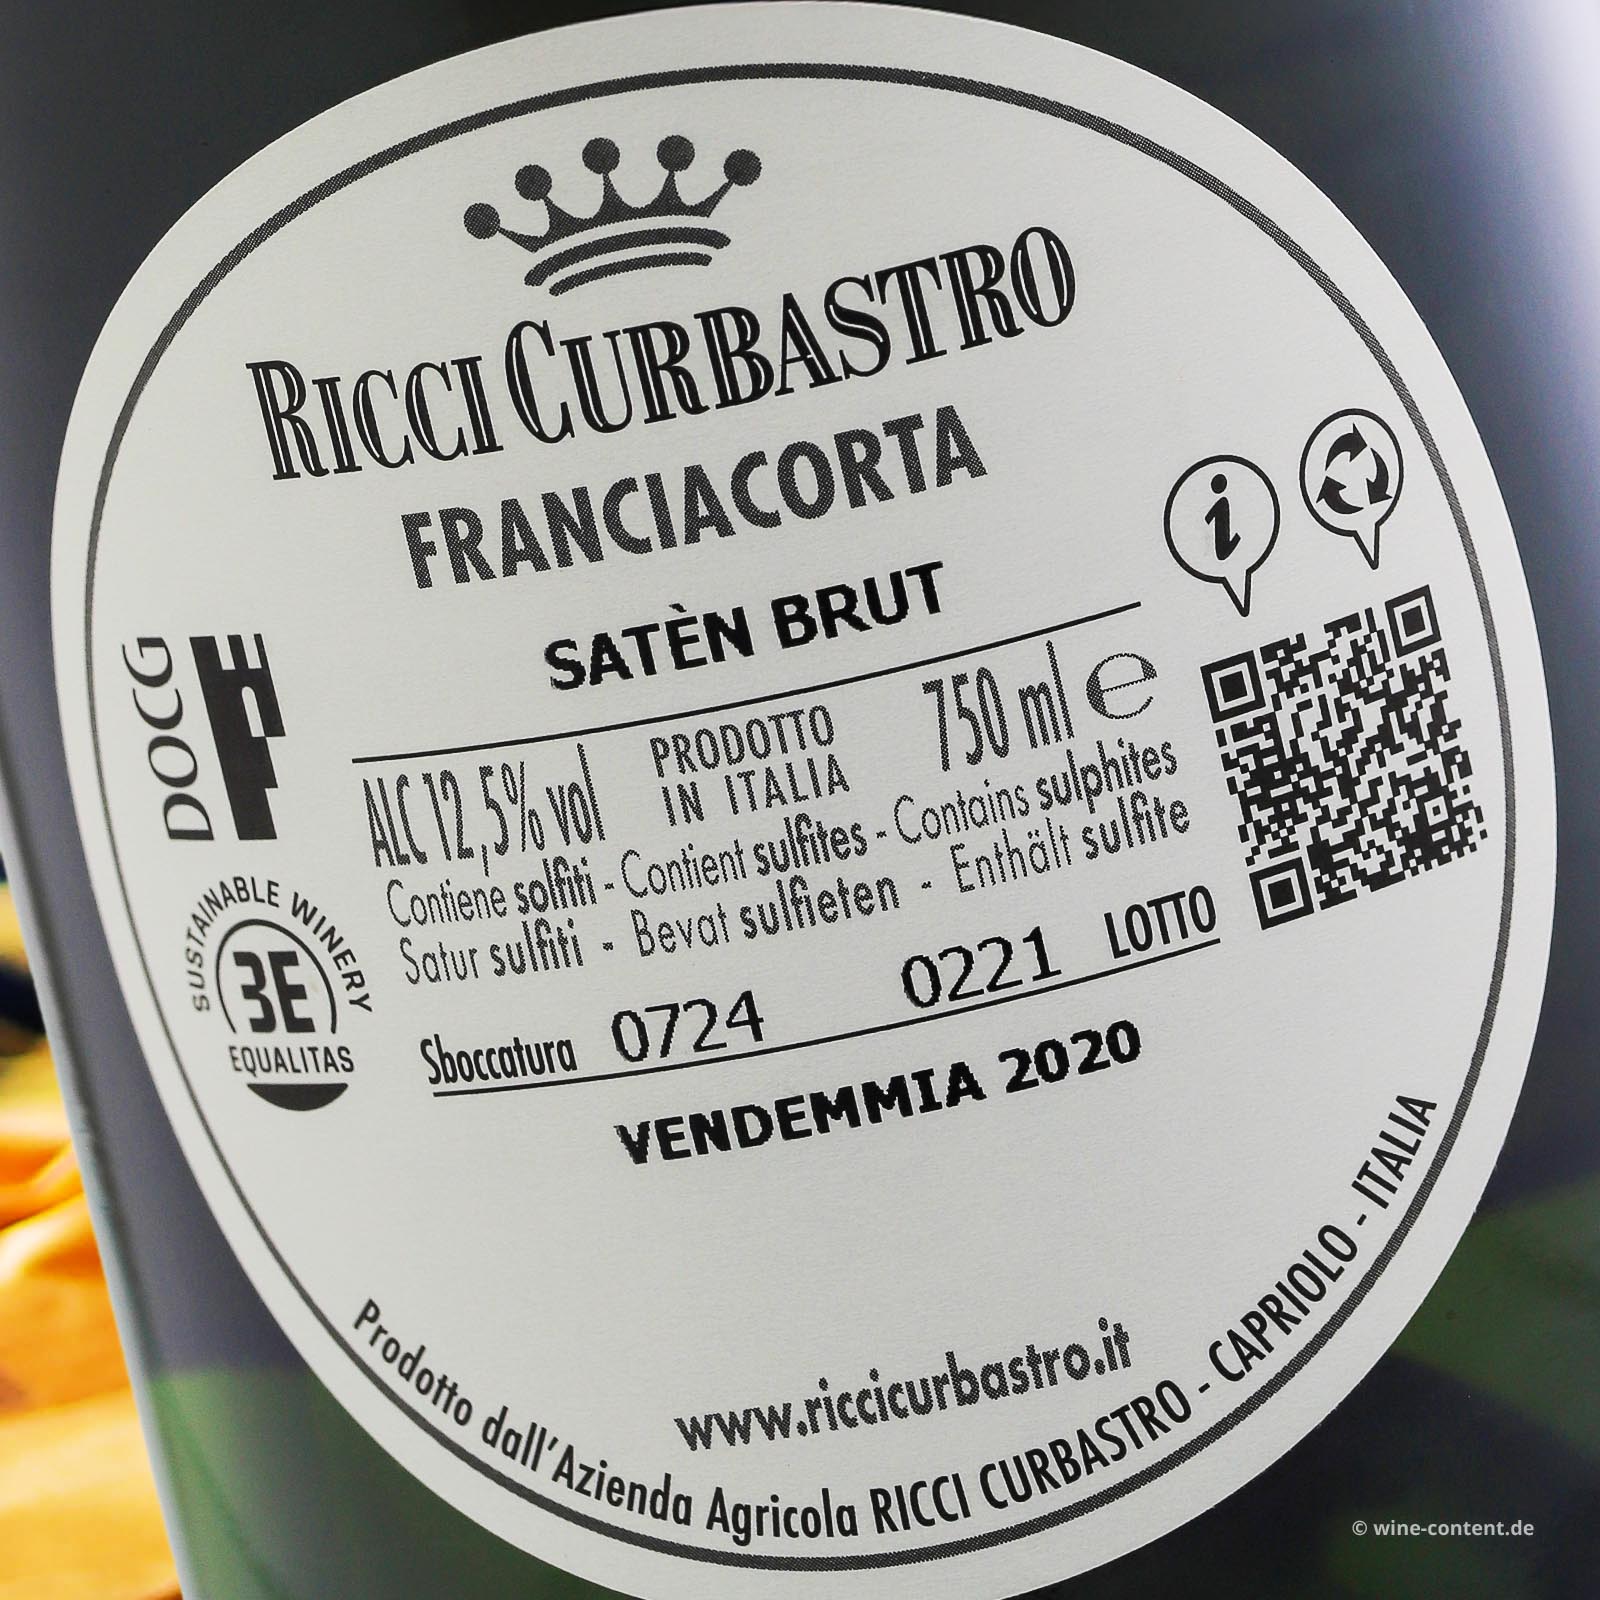 RICCI CURBASTRO
FRANCIACORTA
SATÈN BRUT
DOCG
ALC 12,5% vol
PRODOTTO
IN ITALIA
750 ml ℮
Contiene solfiti - Contient sulfites - Contains sulphites
Satur sulfiti - Bevat sulfieten - Enthält sulfite
SUSTAINABLE WINERY
3E
EQUALITAS
Sboccatura 0724 0221 LOTTO
VENDEMMIA 2020
www.riccicurbastro.it
Prodotto dall'Azienda Agricola RICCI CURBASTRO - CAPRIOLO - ITALIA
© wine-content.de